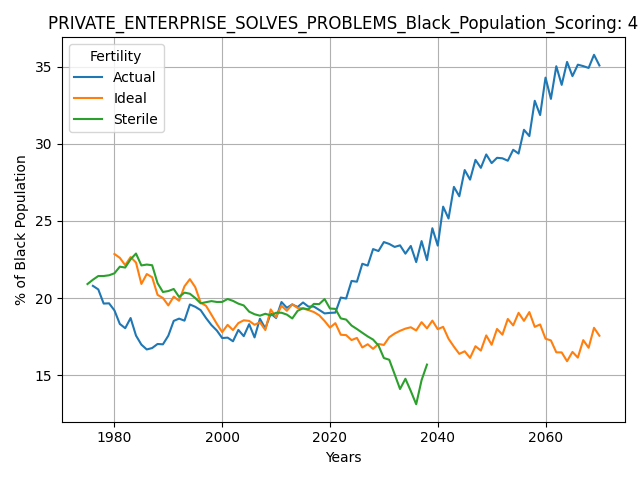 PRIVATE_ENTERPRISE_SOLVES_PROBLEMS_Black_Population_Scoring: 4
Fertility
Actual
Ideal
Sterile
% of Black Population
35
30
25
20
15
1980
2000
2020
2040
2060
Years